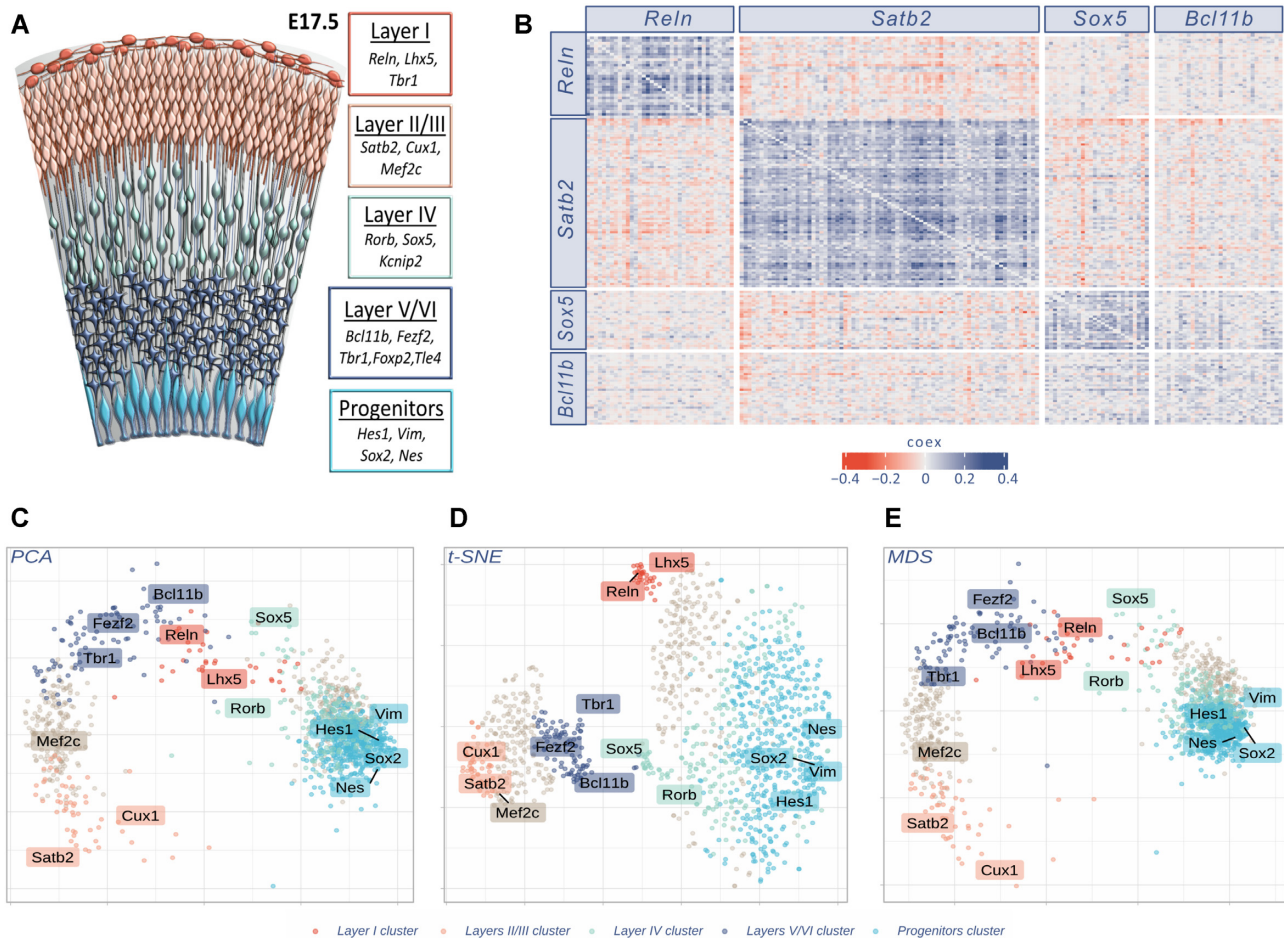 A
E17.5
Layer I
Reln, Lhx5,
Tbr1
Layer II/III
Satb2, Cux1,
Mef2c
Layer IV
Rorb, Sox5,
Kcnip2
Layer V/VI
Bcl11b, Fezf2,
Tbr1,Foxp2,Tle4
Progenitors
Hes1, Vim,
Sox2, Nes
B
Reln Satb2 Sox5 Bcl11b
Reln
Satb2
Sox5
Bcl11b
coex
−0.4 −0.2 0 0.2 0.4
C
PCA
Bcl11b
Fezf2
Reln
Sox5
Tbr1
Lhx5
Rorb
Mef2c
Hes1
Vim
Sox2
Nes
Cux1
Satb2
D
t-SNE
Lhx5
Reln
Tbr1
Cux1
Fezf2
Sox5
Nes
Satb2
Bcl11b
Sox2
Vim
Mef2c
Rorb
Hes1
E
MDS
Fezf2
Sox5
Bcl11b
Reln
Tbr1
Lhx5
Rorb
Vim
Hes1
Mef2c
Nes
Sox2
Satb2
Cux1
Layer I cluster Layers II/III cluster Layer IV cluster Layers V/VI cluster Progenitors cluster